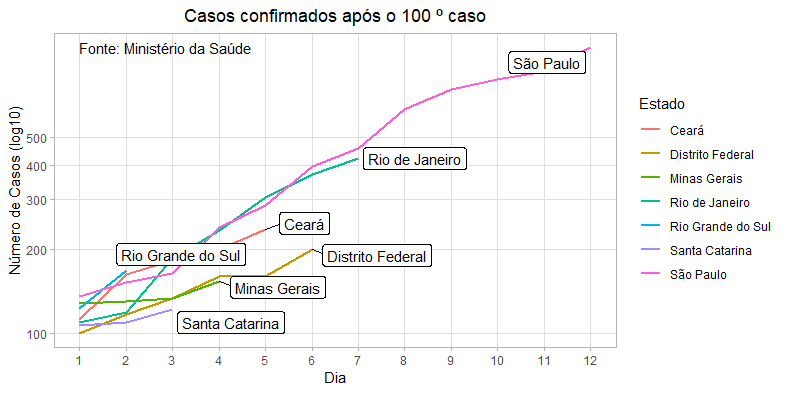 Casos confirmados após o 100 º caso
Fonte: Ministério da Saúde
Número de Casos (log10)
500
400
300
200
100
São Paulo
Rio de Janeiro
Ceará
Rio Grande do Sul
Distrito Federal
Minas Gerais
Santa Catarina
1 2 3 4 5 6 7 8 9 10 11 12
Dia
Estado
Ceará
Distrito Federal
Minas Gerais
Rio de Janeiro
Rio Grande do Sul
Santa Catarina
São Paulo